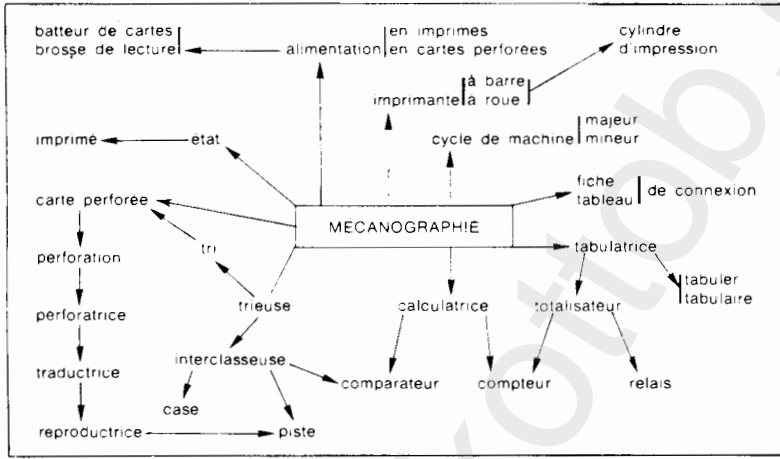 batteur de cartes
brosse de lecture
alimentation
en imprimés
en cartes perforées
cylindre
d'impression
imprimante
à barre
à roue
imprimé
état
cycle de machine
majeur
mineur
carte perforée
fiche
tableau
de connexion
MÉCANOGRAPHIE
tri
tabulatrice
perforation
tabuler
tabulaire
trieuse
calculatrice
totalisateur
perforatrice
interclasseuse
traductrice
comparateur
compteur
relais
case
reproductrice
piste